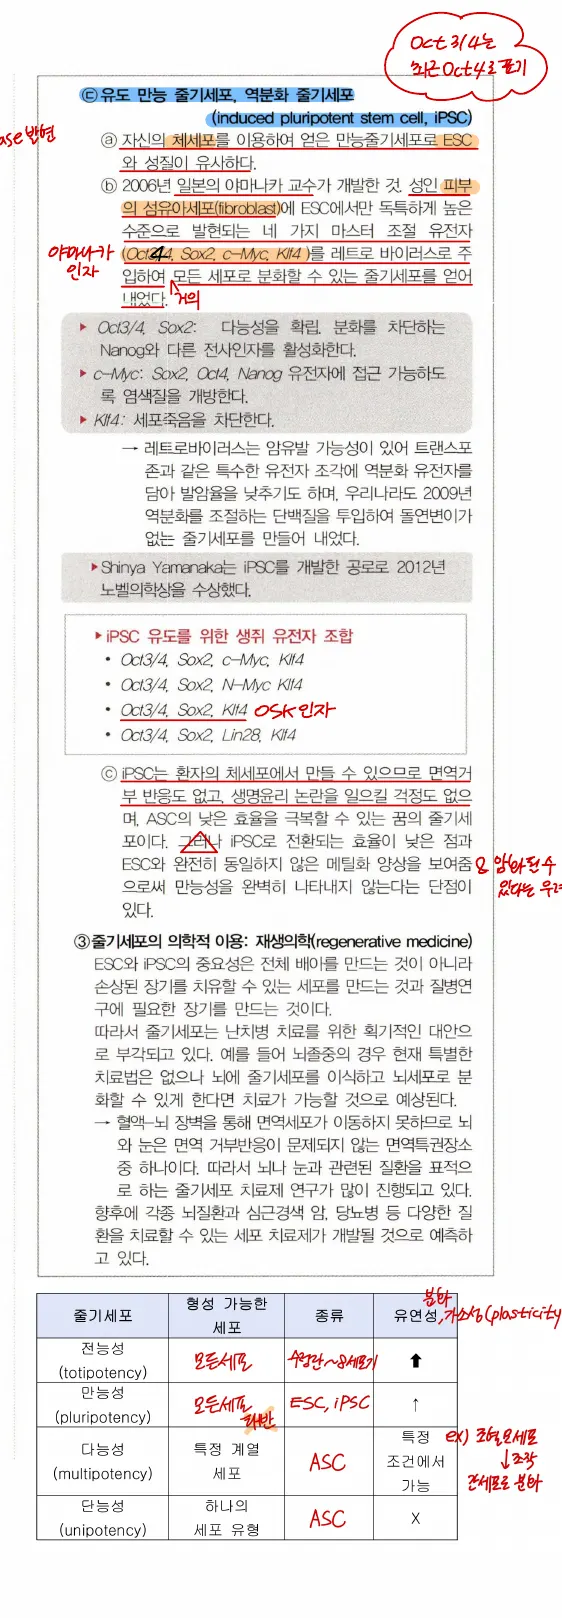 Oct 3/4는
최근 Oct4로 표기
㉢ 유도 만능 줄기세포, 역분화 줄기세포
(induced pluripotent stem cell, iPSC)
ase 발현
ⓐ 자신의 체세포를 이용하여 얻은 만능줄기세포로 ESC
와 성질이 유사하다.
ⓑ 2006년 일본의 야마나카 교수가 개발한 것. 성인 피부
의 섬유아세포(fibroblast)에 ESC에서만 독특하게 높은
수준으로 발현되는 네 가지 마스터 조절 유전자
(Oct4, Sox2, c-Myc, Klf4)를 레트로 바이러스로 주
야마나카
인자
입하여 모든 세포로 분화할 수 있는 줄기세포를 얻어
내었다.
거의
▶ Oct3/4, Sox2: 다능성을 확립. 분화를 차단하는
Nanog와 다른 전사인자를 활성화한다.
▶ c-Myc: Sox2, Oct4, Nanog 유전자에 접근 가능하도
록 염색질을 개방한다.
▶ Klf4: 세포죽음을 차단한다.
→ 레트로바이러스는 암유발 가능성이 있어 트랜스포
존과 같은 특수한 유전자 조각에 역분화 유전자를
담아 발암율을 낮추기도 하며, 우리나라도 2009년
역분화를 조절하는 단백질을 투입하여 돌연변이가
없는 줄기세포를 만들어 내었다.
▶Shinya Yamanaka는 iPSC를 개발한 공로로 2012년
노벨의학상을 수상했다.
▶iPSC 유도를 위한 생쥐 유전자 조합
• Oct3/4, Sox2, c-Myc, Klf4
• Oct3/4, Sox2, N-Myc Klf4
• Oct3/4, Sox2, Klf4 OSK인자
• Oct3/4, Sox2, Lin28, Klf4
ⓒ iPSC는 환자의 체세포에서 만들 수 있으므로 면역거
부 반응도 없고, 생명윤리 논란을 일으킬 걱정도 없으
며, ASC의 낮은 효율을 극복할 수 있는 꿈의 줄기세
포이다. 그러나 iPSC로 전환되는 효율이 낮은 점과
ESC와 완전히 동일하지 않은 메틸화 양상을 보여줌
& 암화될 수
으로써 만능성을 완벽히 나타내지 않는다는 단점이
있다는 우려
있다.
③ 줄기세포의 의학적 이용: 재생의학(regenerative medicine)
ESC와 iPSC의 중요성은 전체 배아를 만드는 것이 아니라
손상된 장기를 치유할 수 있는 세포를 만드는 것과 질병연
구에 필요한 장기를 만드는 것이다.
따라서 줄기세포는 난치병 치료를 위한 획기적인 대안으
로 부각되고 있다. 예를 들어 뇌졸중의 경우 현재 특별한
치료법은 없으나 뇌에 줄기세포를 이식하고 뇌세포로 분
화할 수 있게 한다면 치료가 가능할 것으로 예상된다.
→ 혈액-뇌 장벽을 통해 면역세포가 이동하지 못하므로 뇌
와 눈은 면역 거부반응이 문제되지 않는 면역특권장소
중 하나이다. 따라서 뇌나 눈과 관련된 질환을 표적으
로 하는 줄기세포 치료제 연구가 많이 진행되고 있다.
향후에 각종 뇌질환과 심근경색 암, 당뇨병 등 다양한 질
환을 치료할 수 있는 세포 치료제가 개발될 것으로 예측하
고 있다.
줄기세포 형성 가능한 세포 종류 유연성 분화, 가소성(plasticity
전능성 (totipotency) 모든세포 수정란~8세포기 ⬆
만능성 (pluripotency) 모든세포 태반 ESC, iPSC ↑
다능성 (multipotency) 특정 계열 세포 ASC 특정 조건에서 가능
ex) 조혈모세포
↓조작
간세포로 분화
단능성 (unipotency) 하나의 세포 유형 ASC X